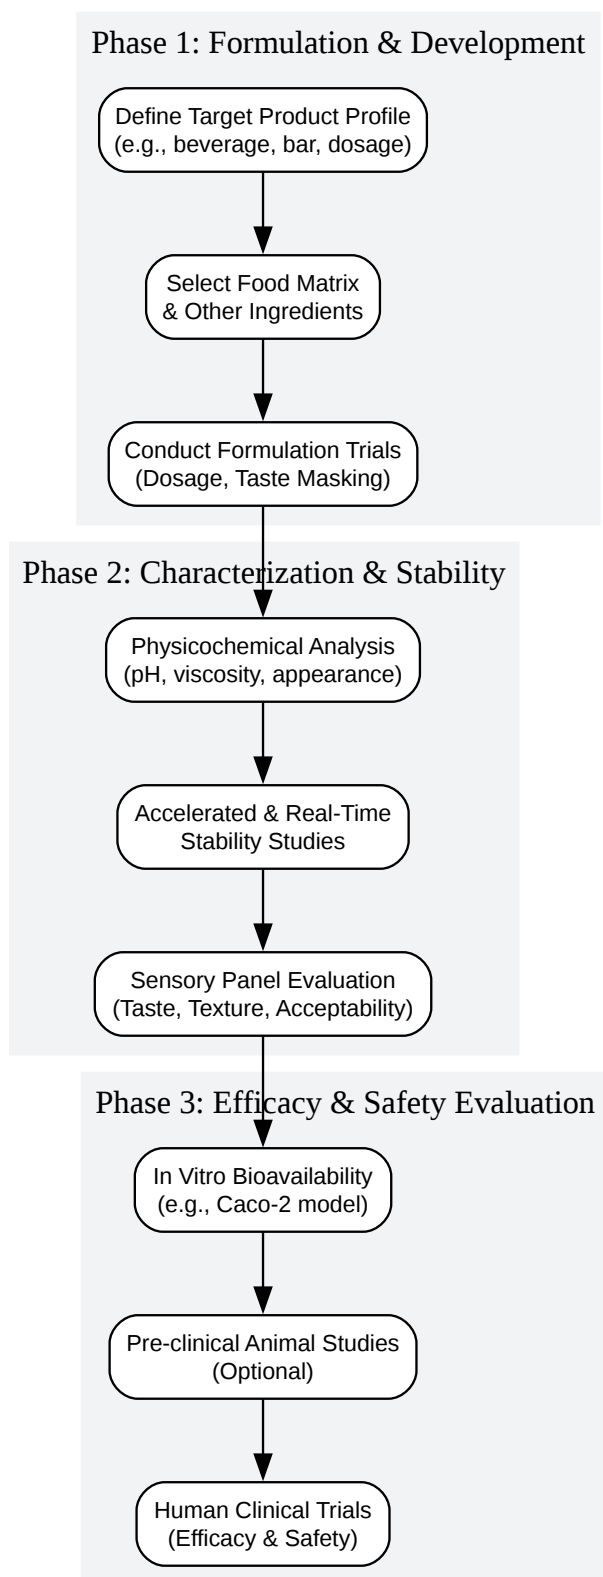 Phase 1: Formulation & Development
Define Target Product Profile
(e.g., beverage, bar, dosage)
Select Food Matrix
& Other Ingredients
Conduct Formulation Trials
(Dosage, Taste Masking)
Phase 2: Characterization & Stability
Physicochemical Analysis
(pH, viscosity, appearance)
Accelerated & Real-Time
Stability Studies
Sensory Panel Evaluation
(Taste, Texture, Acceptability)
Phase 3: Efficacy & Safety Evaluation
In Vitro Bioavailability
(e.g., Caco-2 model)
Pre-clinical Animal Studies
(Optional)
Human Clinical Trials
(Efficacy & Safety)